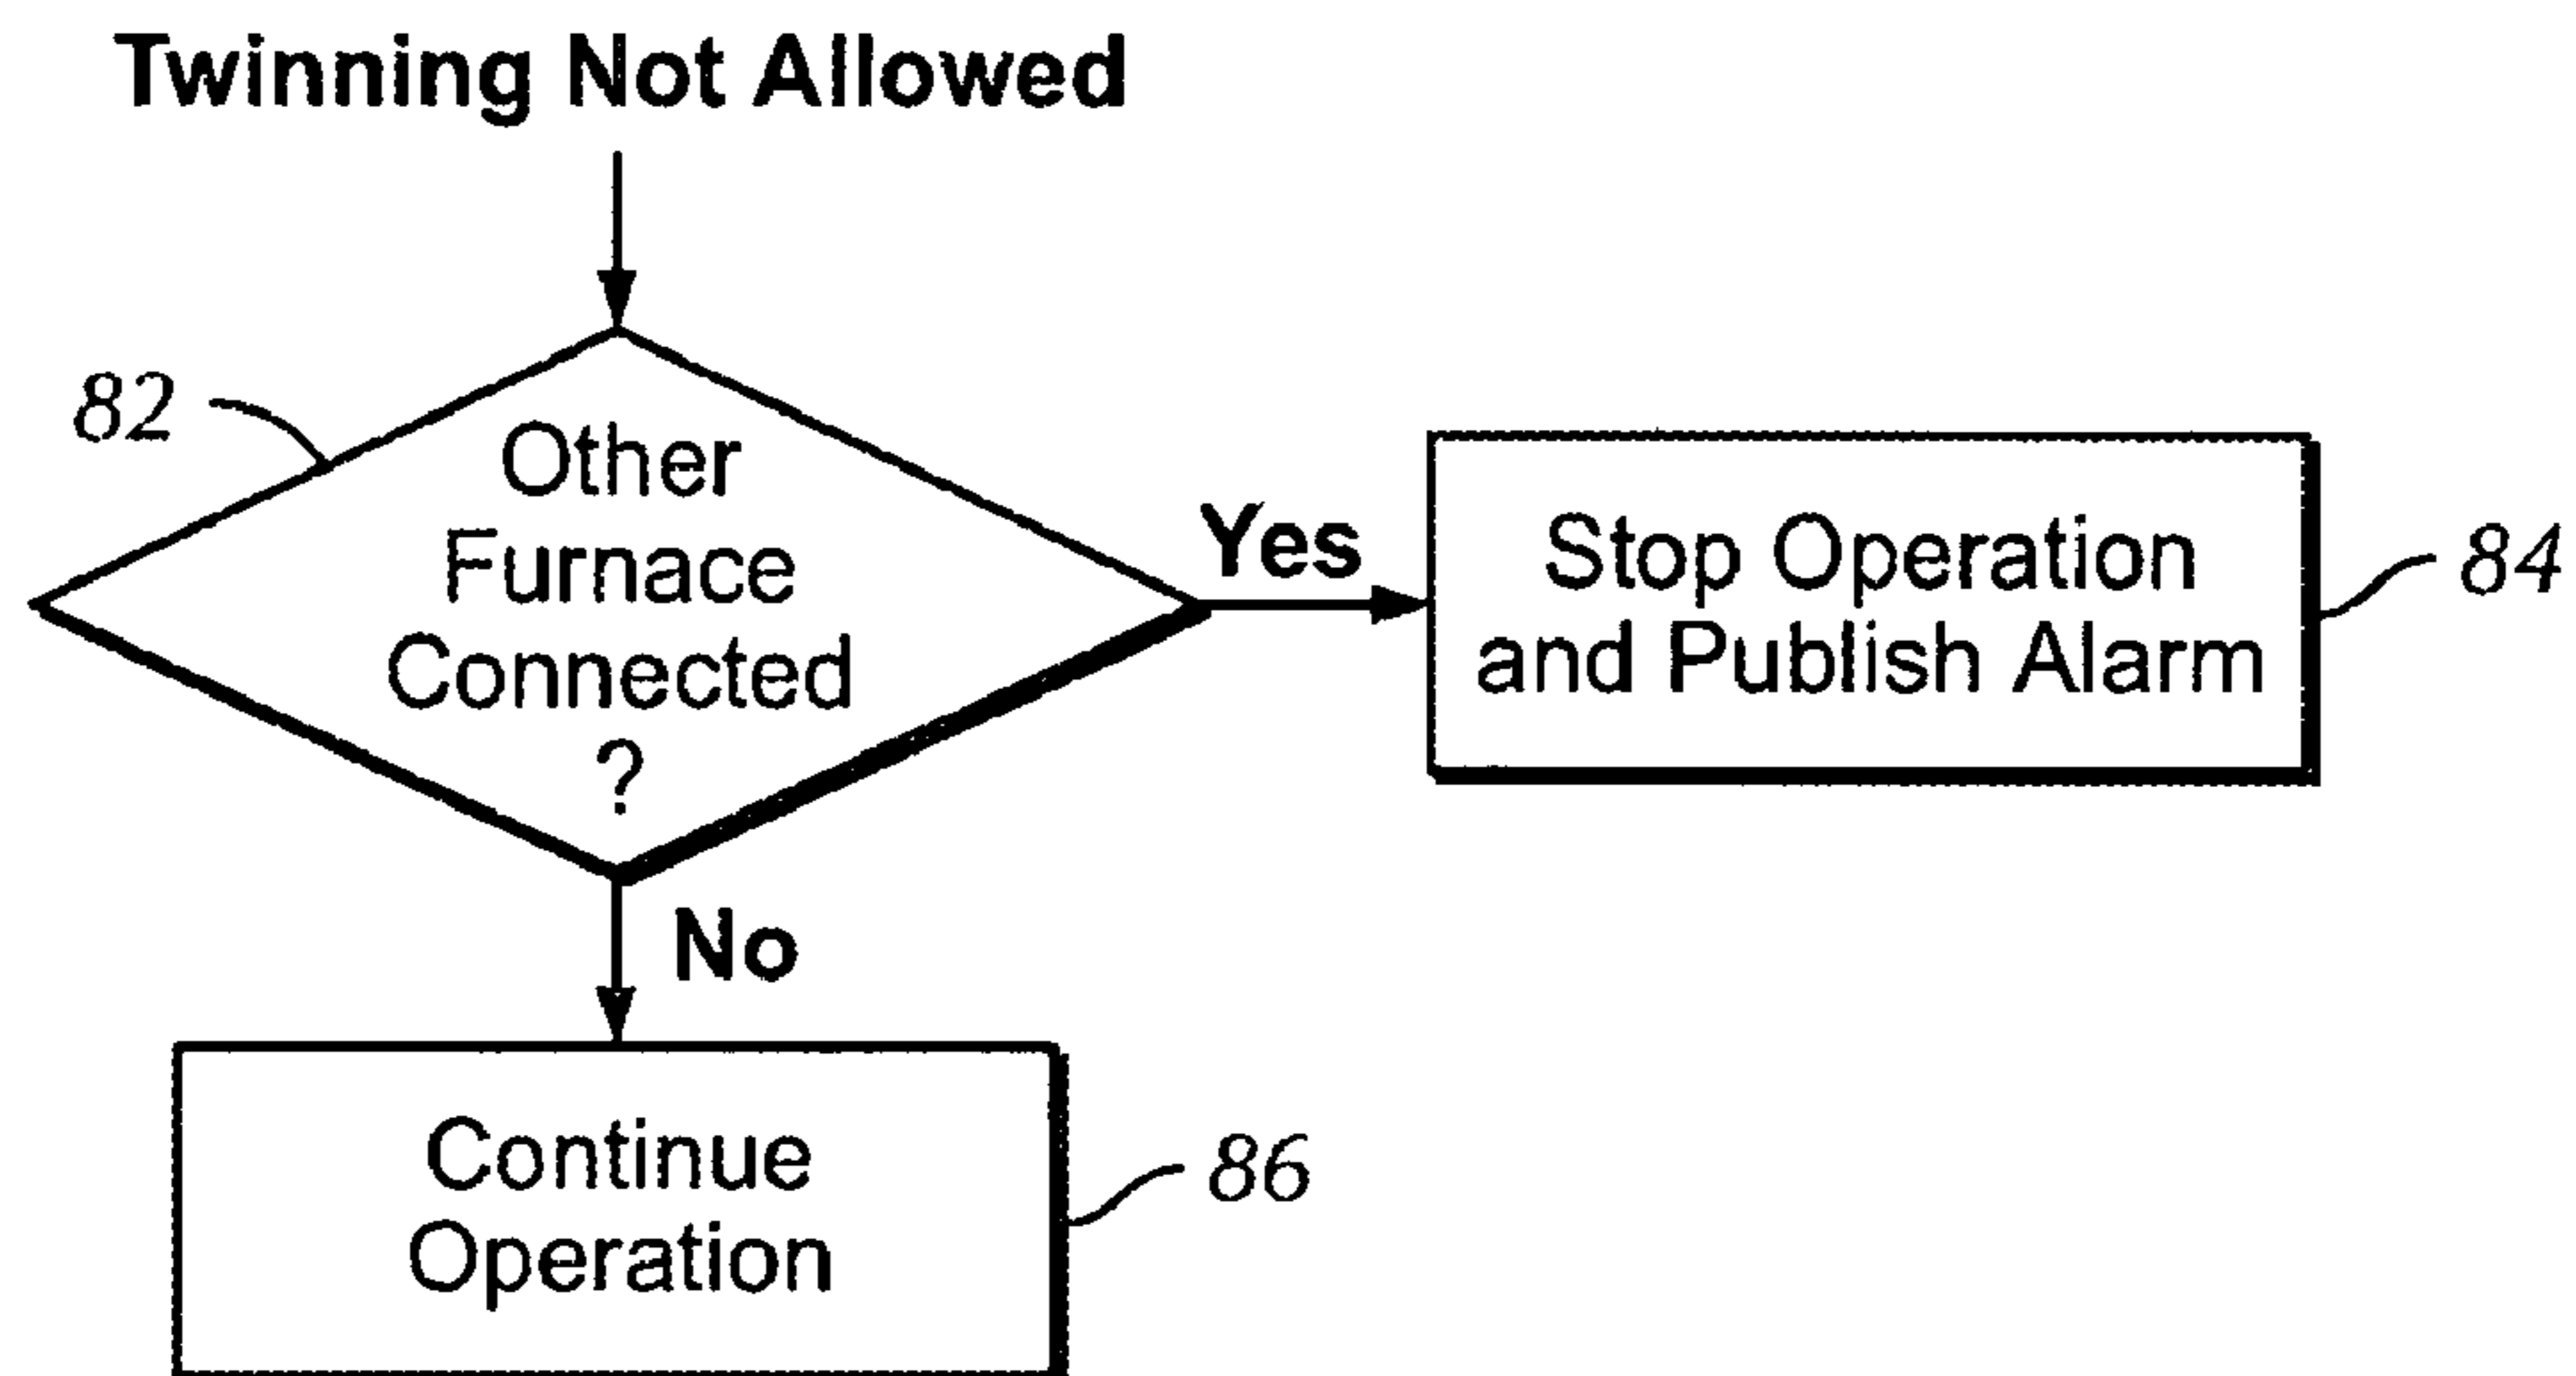 Twinning Not Allowed
82
Other
Furnace
Connected
?
Yes
Stop Operation
and Publish Alarm
84
No
Continue
Operation
86